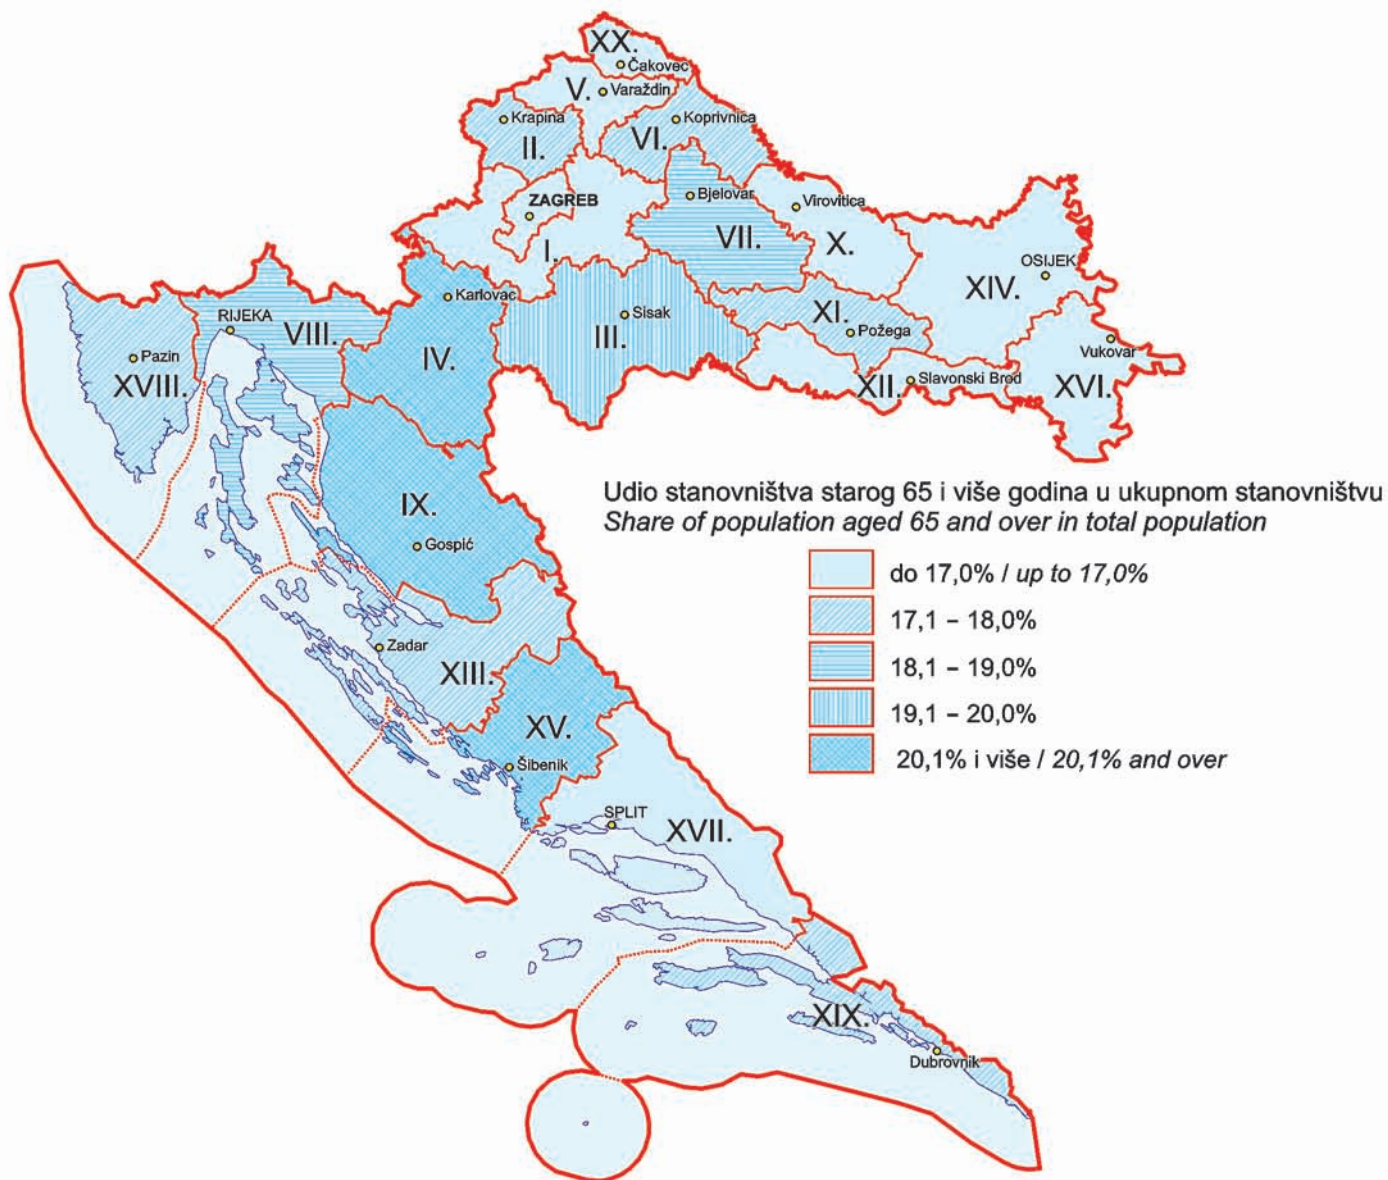 XX.
Čakovec
V.
Varaždin
Krapina
II.
Koprivnica
VI.
ZAGREB
I.
Bjelovar
VII.
Virovitica
X.
OSIJEK
XIV.
Karlovac
IV.
Sisak
III.
XI.
Požega
Vukovar
XVI.
XII.
Slavonski Brod
RIJEKA
VIII.
Pazin
XVIII.
IX.
Gospić
Udio stanovništva starog 65 i više godina u ukupnom stanovništvu
Share of population aged 65 and over in total population
do 17,0% / up to 17,0%
17,1 – 18,0%
18,1 – 19,0%
19,1 – 20,0%
20,1% i više / 20,1% and over
Zadar
XIII.
XV.
Šibenik
SPLIT
XVII.
XIX.
Dubrovnik